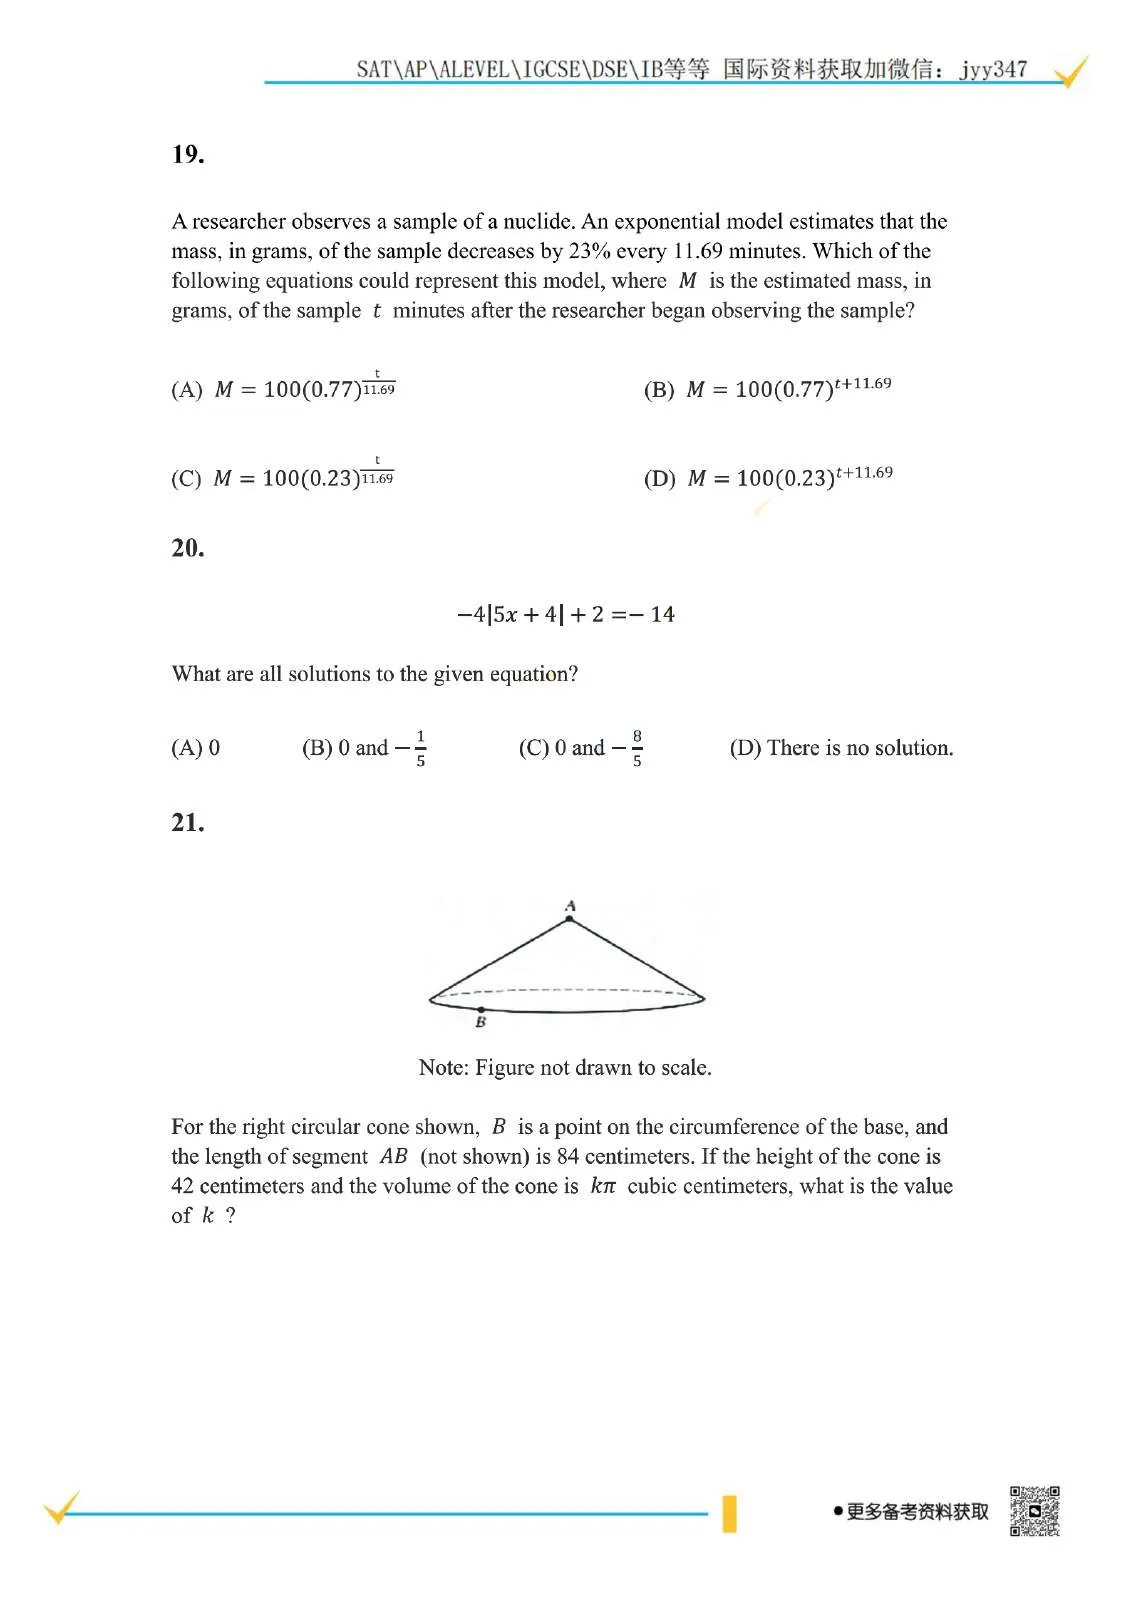 SAT\AP\ALEVEL\IGCSE\DSE\IB等等 国际资料获取加微信：jyy347
19.
A researcher observes a sample of a nuclide. An exponential model estimates that the
mass, in grams, of the sample decreases by 23% every 11.69 minutes. Which of the
following equations could represent this model, where M is the estimated mass, in
grams, of the sample t minutes after the researcher began observing the sample?
(A) M = 100(0.77)^(t/11.69) (B) M = 100(0.77)^(t+11.69)
(C) M = 100(0.23)^(t/11.69) (D) M = 100(0.23)^(t+11.69)
20.
−4|5x + 4| + 2 =− 14
What are all solutions to the given equation?
(A) 0 (B) 0 and −1/5 (C) 0 and −8/5 (D) There is no solution.
21.
A
B
Note: Figure not drawn to scale.
For the right circular cone shown, B is a point on the circumference of the base, and
the length of segment AB (not shown) is 84 centimeters. If the height of the cone is
42 centimeters and the volume of the cone is kπ cubic centimeters, what is the value
of k ?
●更多备考资料获取